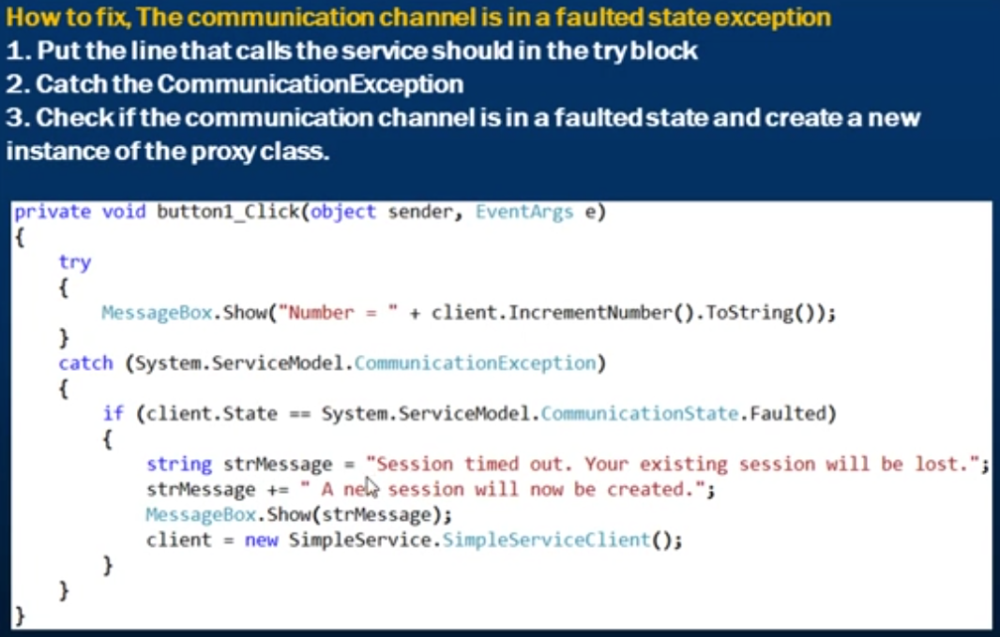 How to fix, The communication channel is in a faulted state exception
1. Put the line that calls the service should in the try block
2. Catch the CommunicationException
3. Check if the communication channel is in a faulted state and create a new
instance of the proxy class.
private void button1_Click(object sender, EventArgs e)
{
    try
    {
        MessageBox.Show("Number = " + client.IncrementNumber().ToString());
    }
    catch (System.ServiceModel.CommunicationException)
    {
        if (client.State == System.ServiceModel.CommunicationState.Faulted)
        {
            string strMessage = "Session timed out. Your existing session will be lost.";
            strMessage += " A new session will now be created.";
            MessageBox.Show(strMessage);
            client = new SimpleService.SimpleServiceClient();
        }
    }
}